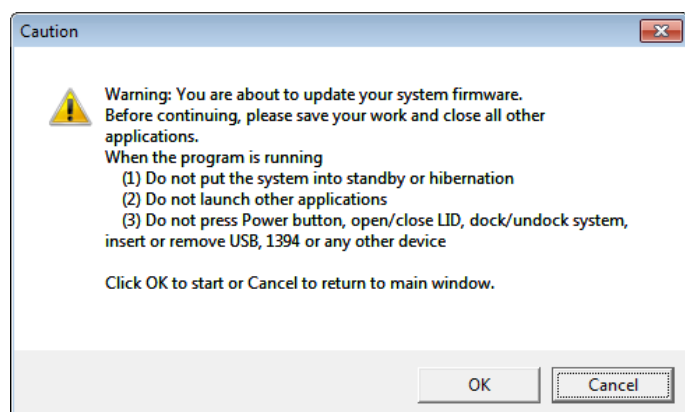 Caution
Warning: You are about to update your system firmware.
Before continuing, please save your work and close all other
applications.
When the program is running
(1) Do not put the system into standby or hibernation
(2) Do not launch other applications
(3) Do not press Power button, open/close LID, dock/undock system,
insert or remove USB, 1394 or any other device
Click OK to start or Cancel to return to main window.
OK
Cancel